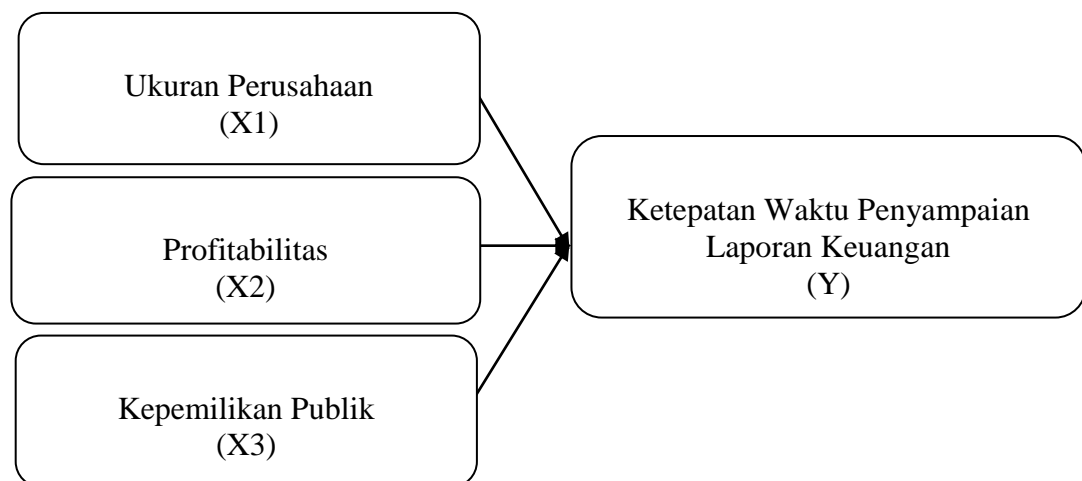 Ukuran Perusahaan
(X1)
Profitabilitas
(X2)
Kepemilikan Publik
(X3)
Ketepatan Waktu Penyampaian
Laporan Keuangan
(Y)